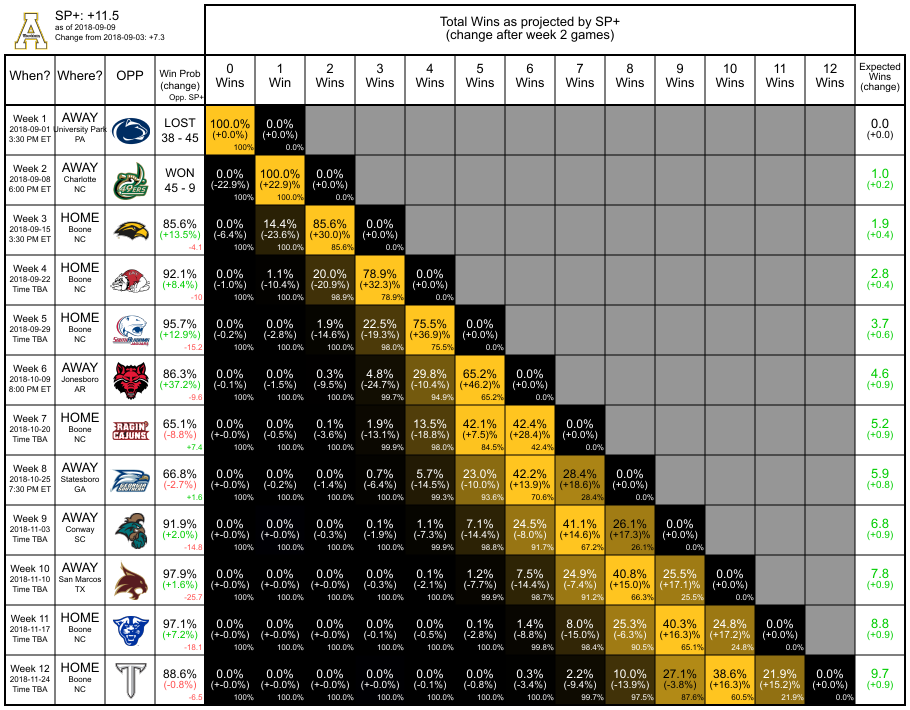 SP+: +11.5
as of 2018-09-09
Change from 2018-09-03: +7.3
Total Wins as projected by SP+
(change after week 2 games)
When? Where? OPP Win Prob (change) Opp. SP+ 0 Wins 1 Win 2 Wins 3 Wins 4 Wins 5 Wins 6 Wins 7 Wins 8 Wins 9 Wins 10 Wins 11 Wins 12 Wins Expected Wins (change)
Week 1 AWAY LOST 100.0% 0.0% 0.0
2018-09-01 University Park 38 - 45 (+0.0%) (+0.0%) (+0.0)
3:30 PM ET PA 100% 0.0%
Week 2 AWAY WON 0.0% 100.0% 0.0% 1.0
2018-09-08 Charlotte 45 - 9 (-22.9%) (+22.9)% (+0.0%) (+0.2)
6:00 PM ET NC 49ERS 100% 100.0% 0.0%
Week 3 HOME 85.6% 0.0% 14.4% 85.6% 0.0% 1.9
2018-09-15 Boone (+13.5%) (-6.4%) (-23.6%) (+30.0)% (+0.0%) (+0.4)
3:30 PM ET NC -4.1 100% 100.0% 85.6% 0.0%
Week 4 HOME 92.1% 0.0% 1.1% 20.0% 78.9% 0.0% 2.8
2018-09-22 Boone (+8.4%) (-1.0%) (-10.4%) (-20.9%) (+32.3)% (+0.0%) (+0.4)
Time TBA NC -10 100% 100.0% 98.9% 78.9% 0.0%
Week 5 HOME 95.7% 0.0% 0.0% 1.9% 22.5% 75.5% 0.0% 3.7
2018-09-29 Boone (+12.9%) (-0.2%) (-2.8%) (-14.6%) (-19.3%) (+36.9)% (+0.0%) (+0.6)
Time TBA NC -15.2 100% 100.0% 100.0% 98.0% 75.5% 0.0%
Week 6 AWAY 86.3% 0.0% 0.0% 0.3% 4.8% 29.8% 65.2% 0.0% 4.6
2018-10-09 Jonesboro (+37.2%) (-0.1%) (-1.5%) (-9.5%) (-24.7%) (-10.4%) (+46.2)% (+0.0%) (+0.9)
8:00 PM ET AR -9.6 100% 100.0% 100.0% 99.7% 94.9% 65.2% 0.0%
Week 7 HOME RAGIN' CAJUNS 65.1% 0.0% 0.0% 0.1% 1.9% 13.5% 42.1% 42.4% 0.0% 5.2
2018-10-20 Boone (-8.8%) (+-0.0%) (-0.5%) (-3.6%) (-13.1%) (-18.8%) (+7.5)% (+28.4%) (+0.0%) (+0.9)
Time TBA NC +7.4 100% 100.0% 100.0% 99.9% 98.0% 84.5% 42.4% 0.0%
Week 8 AWAY 66.8% 0.0% 0.0% 0.0% 0.7% 5.7% 23.0% 42.2% 28.4% 0.0% 5.9
2018-10-25 Statesboro (-2.7%) (+-0.0%) (-0.2%) (-1.4%) (-6.4%) (-14.5%) (-10.0%) (+13.9)% (+18.6)% (+0.0%) (+0.8)
7:30 PM ET GA +1.6 100% 100.0% 100.0% 100.0% 99.3% 93.6% 70.6% 28.4% 0.0%
Week 9 AWAY 91.9% 0.0% 0.0% 0.0% 0.1% 1.1% 7.1% 24.5% 41.1% 26.1% 0.0% 6.8
2018-11-03 Conway (+2.0%) (+-0.0%) (+-0.0%) (-0.3%) (-1.9%) (-7.3%) (-14.4%) (-8.0%) (+14.6)% (+17.3)% (+0.0%) (+0.9)
Time TBA SC -14.8 100% 100.0% 100.0% 100.0% 99.9% 98.8% 91.7% 67.2% 26.1% 0.0%
Week 10 AWAY 97.9% 0.0% 0.0% 0.0% 0.0% 0.1% 1.2% 7.5% 24.9% 40.8% 25.5% 0.0% 7.8
2018-11-10 San Marcos (+1.6%) (+-0.0%) (+-0.0%) (+-0.0%) (-0.3%) (-2.1%) (-7.7%) (-14.4%) (-7.4%) (+15.0)% (+17.1)% (+0.0%) (+0.9)
Time TBA TX -25.7 100% 100.0% 100.0% 100.0% 100.0% 99.9% 98.7% 91.2% 66.3% 25.5% 0.0%
Week 11 HOME 97.1% 0.0% 0.0% 0.0% 0.0% 0.0% 0.1% 1.4% 8.0% 25.3% 40.3% 24.8% 0.0% 8.8
2018-11-17 Boone (+7.2%) (+-0.0%) (+-0.0%) (+-0.0%) (-0.1%) (-0.5%) (-2.8%) (-8.8%) (-15.0%) (-6.3%) (+16.3)% (+17.2)% (+0.0%) (+0.9)
Time TBA NC -18.1 100% 100.0% 100.0% 100.0% 100.0% 100.0% 99.8% 98.4% 90.5% 65.1% 24.8% 0.0%
Week 12 HOME 88.6% 0.0% 0.0% 0.0% 0.0% 0.0% 0.0% 0.3% 2.2% 10.0% 27.1% 38.6% 21.9% 0.0% 9.7
2018-11-24 Boone (-0.8%) (+-0.0%) (+-0.0%) (+-0.0%) (+-0.0%) (-0.1%) (-0.6%) (-3.4%) (-9.4%) (-13.9%) (-3.8%) (+16.3)% (+15.2)% (+0.0%) (+0.9)
Time TBA NC -6.5 100% 100.0% 100.0% 100.0% 100.0% 100.0% 100.0% 99.7% 97.5% 87.6% 60.5% 21.9% 0.0%